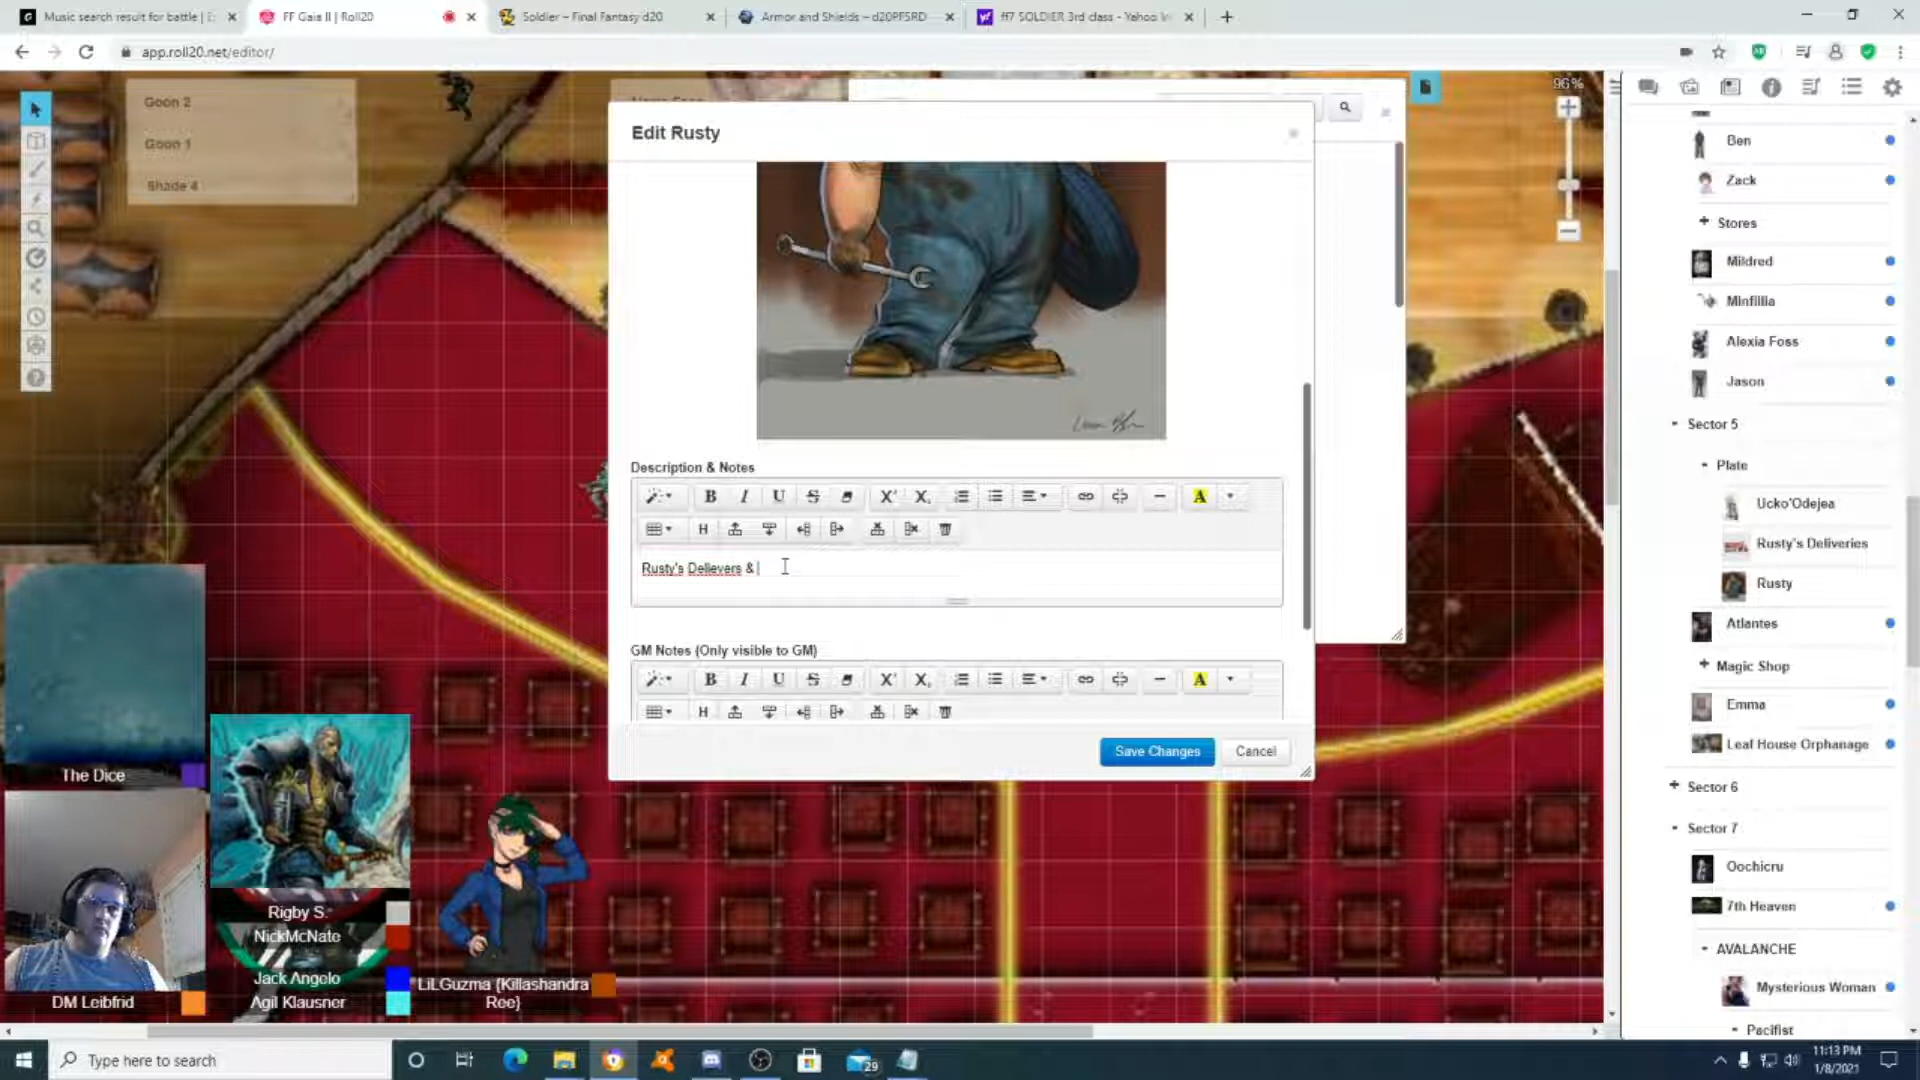 Music search result for battle | E
FF Gaia II | Roll20
Soldier – Final Fantasy d20
Armor and Shields – d20PFSRD
ff7 SOLDIER 3rd class - Yahoo I
app.roll20.net/editor/
96%
Goon 2
Goon 1
Shade 4
Edit Rusty
Description & Notes
Rusty's Delievers &
GM Notes (Only visible to GM)
Save Changes
Cancel
Ben
Zack
Stores
Mildred
Minfillia
Alexia Foss
Jason
Sector 5
Plate
Ucko'Odejea
Rusty's Deliveries
Rusty
Atlantes
Magic Shop
Emma
Leaf House Orphanage
Sector 6
Sector 7
Oochicru
7th Heaven
AVALANCHE
Mysterious Woman
Pacifist
The Dice
DM Leibfrid
Rigby S.
NickMcNate
Jack Angelo
Agil Klausner
LiLGuzma {Killashandra
Ree}
Type here to search
29
11:13 PM
1/8/2021